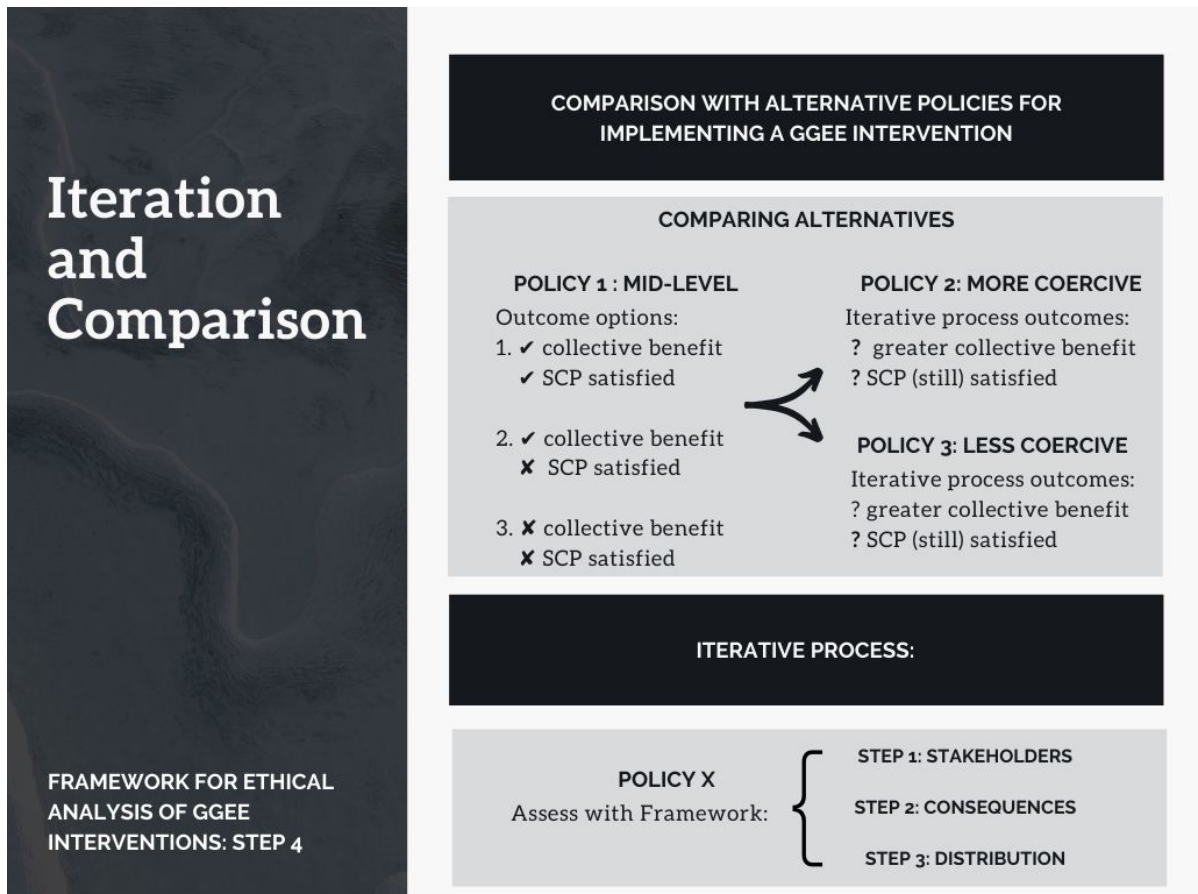 Iteration
and
Comparison
FRAMEWORK FOR ETHICAL
ANALYSIS OF GGEE
INTERVENTIONS: STEP 4
COMPARISON WITH ALTERNATIVE POLICIES FOR
IMPLEMENTING A GGEE INTERVENTION
COMPARING ALTERNATIVES
POLICY 1 : MID-LEVEL
Outcome options:
1. ✔ collective benefit
✔ SCP satisfied
2. ✔ collective benefit
✘ SCP satisfied
3. ✘ collective benefit
✘ SCP satisfied
POLICY 2: MORE COERCIVE
Iterative process outcomes:
? greater collective benefit
? SCP (still) satisfied
POLICY 3: LESS COERCIVE
Iterative process outcomes:
? greater collective benefit
? SCP (still) satisfied
ITERATIVE PROCESS:
POLICY X
Assess with Framework:
STEP 1: STAKEHOLDERS
STEP 2: CONSEQUENCES
STEP 3: DISTRIBUTION